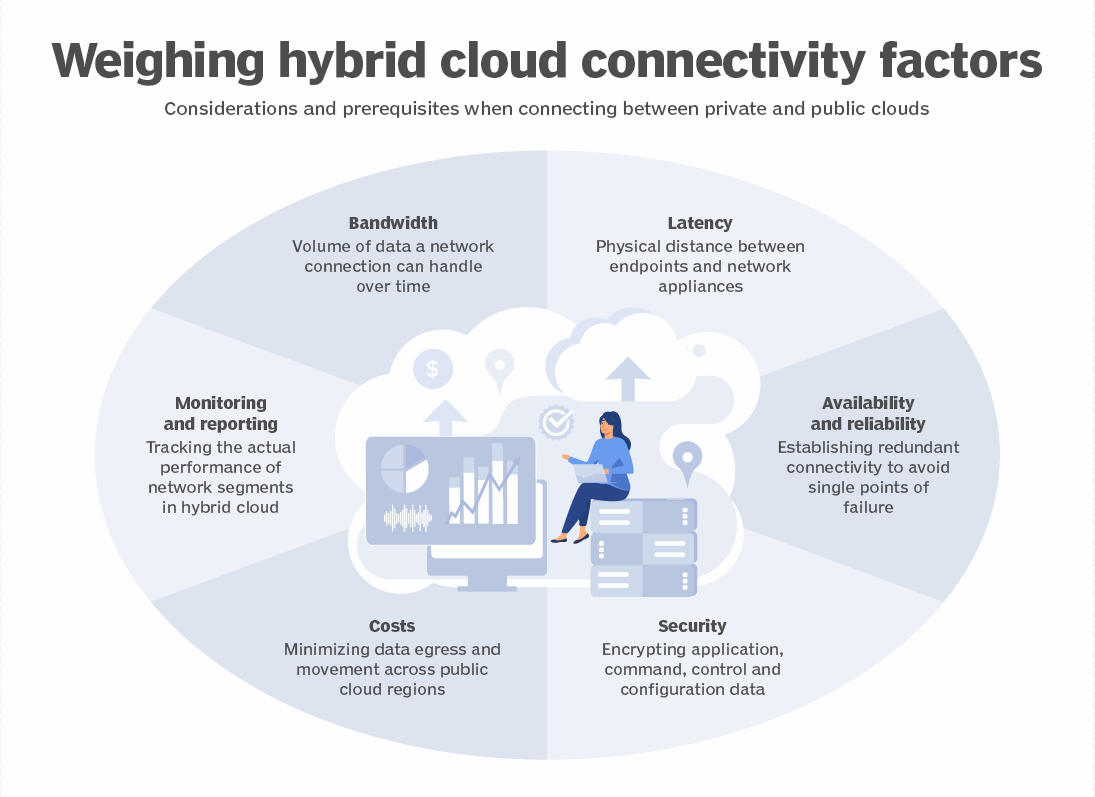 Weighing hybrid cloud connectivity factors
Considerations and prerequisites when connecting between private and public clouds
Bandwidth
Volume of data a network
connection can handle
over time
Latency
Physical distance between
endpoints and network
appliances
Monitoring
and reporting
Tracking the actual
performance of
network segments
in hybrid cloud
$
Availability
and reliability
Establishing redundant
connectivity to avoid
single points of
failure
Costs
Minimizing data egress and
movement across public
cloud regions
Security
Encrypting application,
command, control and
configuration data